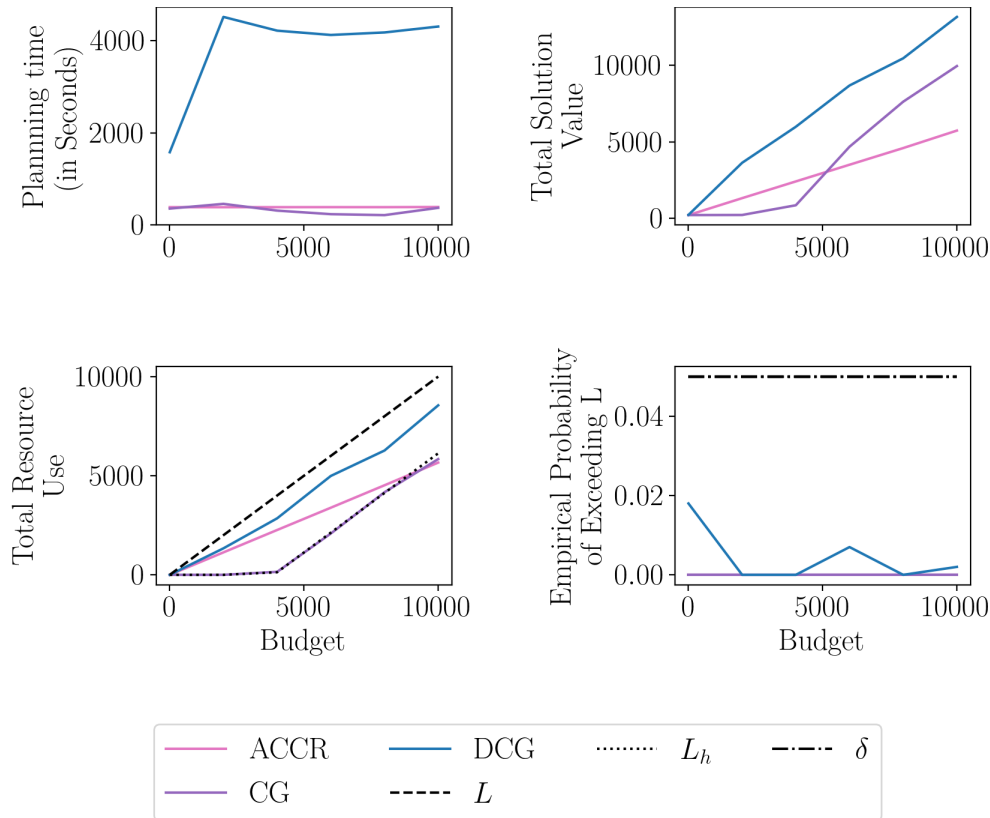 Plannning time
(in Seconds)
4000
2000
0
0
5000
10000
Total Solution
Value
10000
5000
0
0
5000
10000
Total Resource
Use
10000
5000
0
0
5000
10000
Budget
Empirical Probability
of Exceeding L
0.04
0.02
0.00
0
5000
10000
Budget
ACCR
DCG
L_h
δ
CG
L